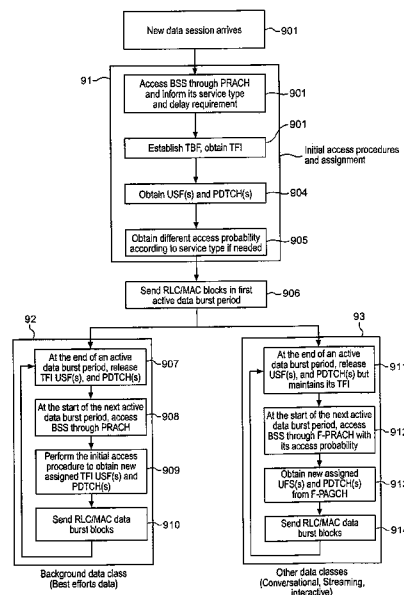 New data session arrives
901
91
Access BSS through PRACH
and inform its service type
and delay requirement
901
901
Establish TBF, obtain TFI
Initial access procedures
and assignment
Obtain USF(s) and PDTCH(s)
904
Obtain different access probability
according to service type if needed
905
Send RLC/MAC blocks in first
active data burst period
906
92
At the end of an active
data burst period, release
TFI USF(s), and PDTCH(s)
907
At the start of the next active
data burst period, access
BSS through PRACH
908
Perform the initial access
procedure to obtain new
assigned TFI USF(s) and
PDTCH(s)
909
Send RLC/MAC data
burst blocks
910
Background data class
(Best efforts data)
93
At the end of an active
data burst period, release
USF(s), and PDTCH(s) but
maintains its TFI
911
At the start of the next active
data burst period, access
BSS through F-PRACH with
its access probability
912
Obtain new assigned
UFS(s) and PDTCH(s)
from F-PAGCH
913
Send RLC/MAC data
burst blocks
914
Other data classes
(Conversational, Streaming,
interactive)